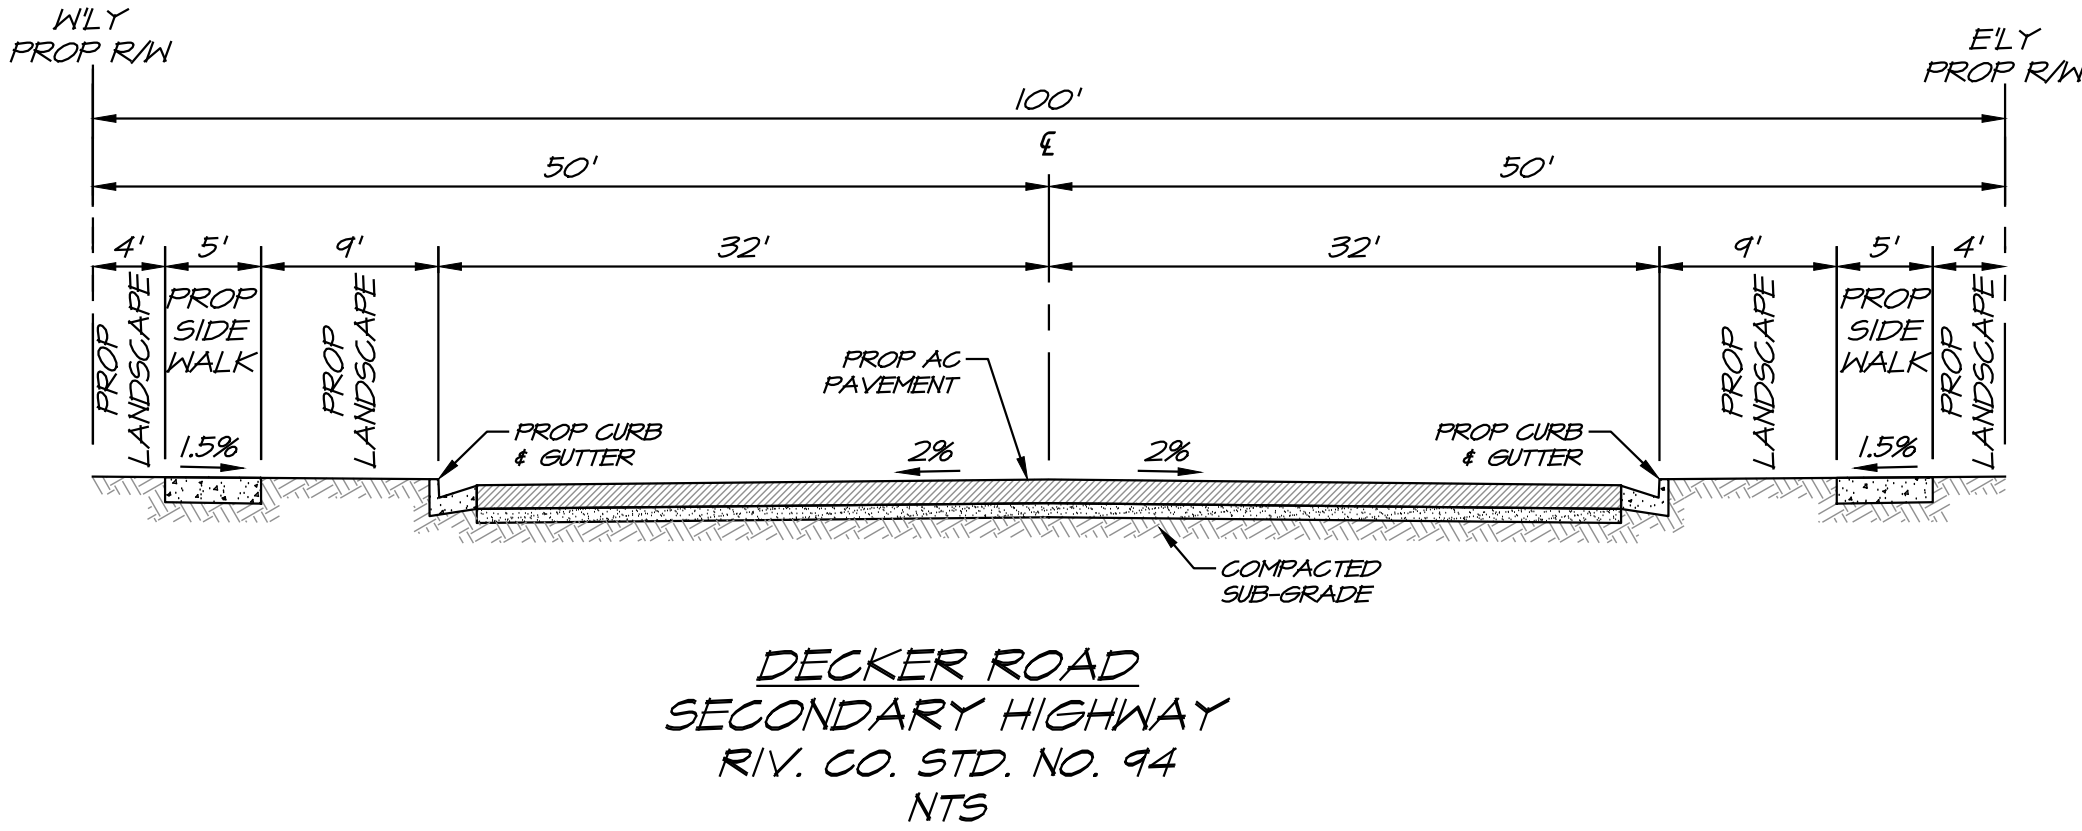 W'LY
PROP R/W
E'LY
PROP R/W
100'
℄
50'
50'
4'
5'
9'
32'
32'
9'
5'
4'
PROP
LANDSCAPE
PROP
SIDE
WALK
PROP
LANDSCAPE
PROP
LANDSCAPE
PROP
SIDE
WALK
PROP
LANDSCAPE
PROP AC
PAVEMENT
1.5%
PROP CURB
& GUTTER
2%
2%
PROP CURB
& GUTTER
1.5%
COMPACTED
SUB-GRADE
DECKER ROAD
SECONDARY HIGHWAY
RIV. CO. STD. NO. 94
NTS